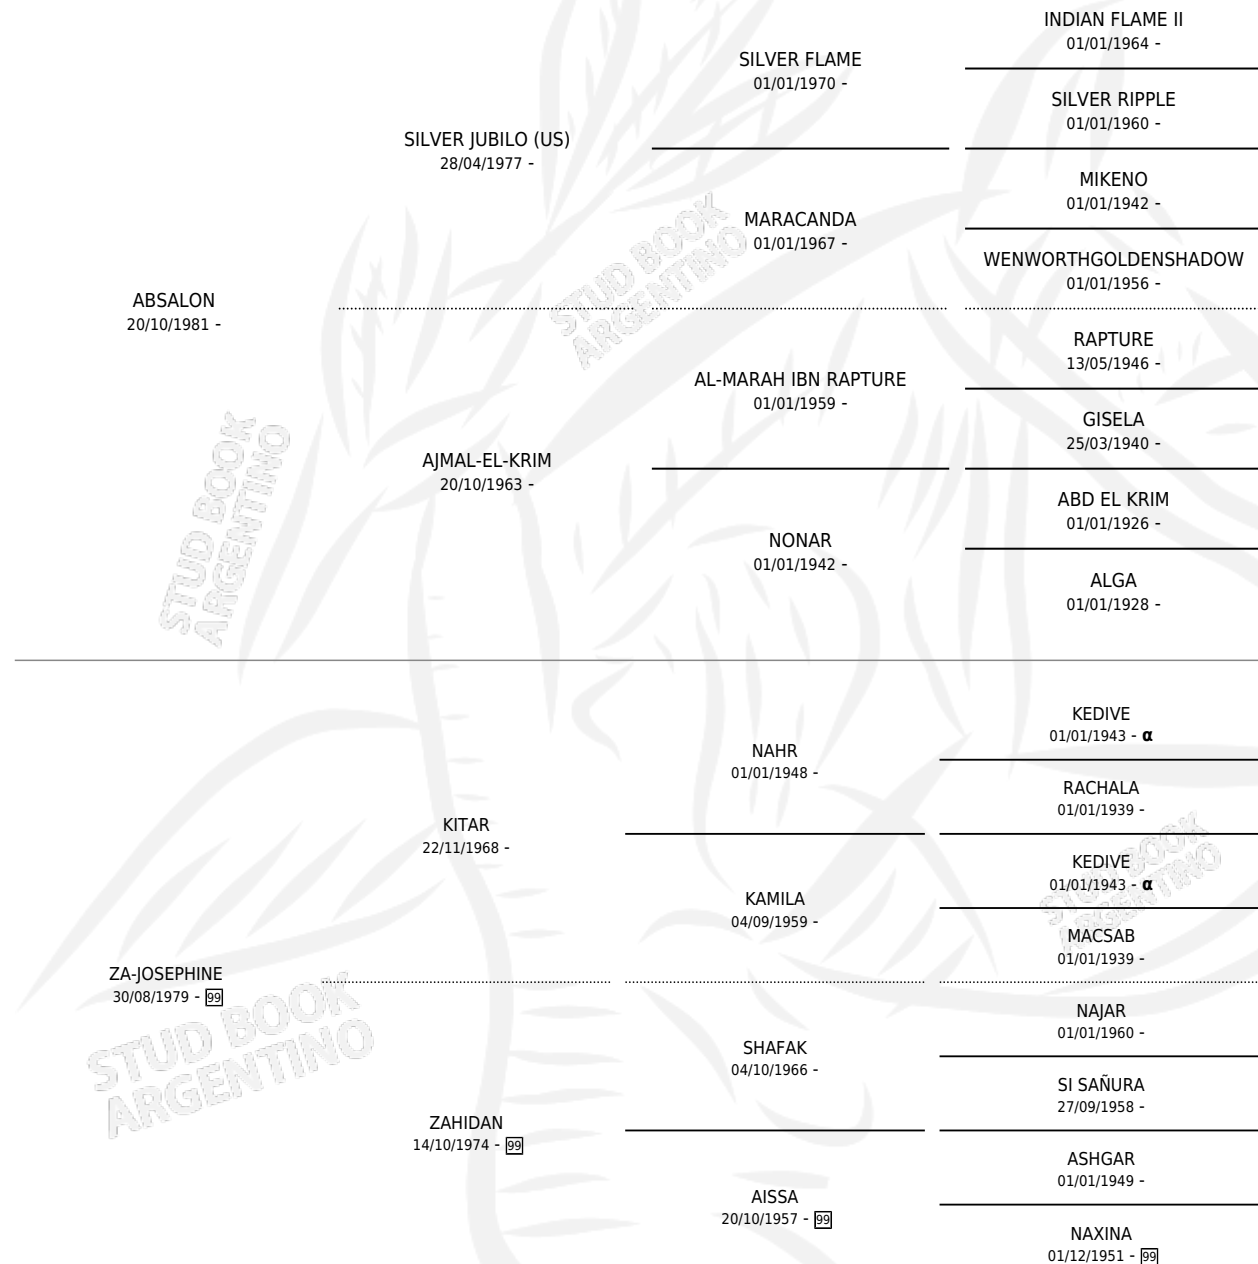 INDIAN FLAME II
01/01/1964 -
SILVER FLAME
01/01/1970 -
SILVER RIPPLE
01/01/1960 -
SILVER JUBILO (US)
28/04/1977 -
MIKENO
01/01/1942 -
MARACANDA
01/01/1967 -
WENWORTHGOLDENSHADOW
01/01/1956 -
ABSALON
20/10/1981 -
RAPTURE
13/05/1946 -
AL-MARAH IBN RAPTURE
01/01/1959 -
GISELA
25/03/1940 -
AJMAL-EL-KRIM
20/10/1963 -
ABD EL KRIM
01/01/1926 -
NONAR
01/01/1942 -
ALGA
01/01/1928 -
STUD BOOK
ARGENTINO
STUD BOOK
ARGENTINO
KEDIVE
01/01/1943 - α
NAHR
01/01/1948 -
RACHALA
01/01/1939 -
KITAR
22/11/1968 -
KEDIVE
01/01/1943 - α
KAMILA
04/09/1959 -
MACSAB
01/01/1939 -
ZA-JOSEPHINE
30/08/1979 - 99
NAJAR
01/01/1960 -
SHAFAK
04/10/1966 -
SI SAÑURA
27/09/1958 -
ZAHIDAN
14/10/1974 - 99
ASHGAR
01/01/1949 -
AISSA
20/10/1957 - 99
NAXINA
01/12/1951 - 99
STUD BOOK
ARGENTINO
STUD BOOK
ARGENTINO